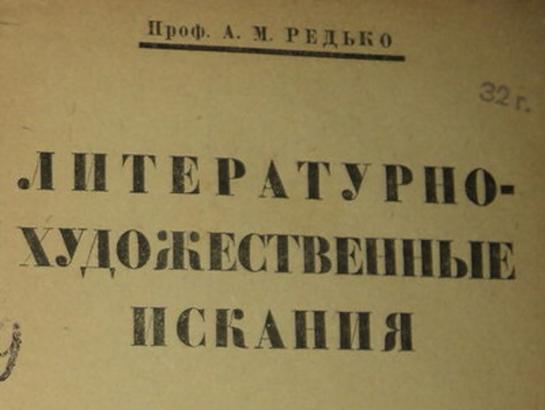 Проф. А. М. РЕДЬКО
32 г.
ЛИТЕРАТУРНО-
ХУДОЖЕСТВЕННЫЕ
ИСКАНИЯ